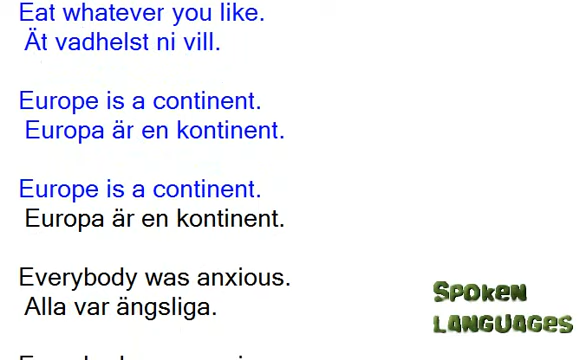 Eat whatever you like.
Ät vadhelst ni vill.
Europe is a continent.
Europa är en kontinent.
Europe is a continent.
Europa är en kontinent.
Everybody was anxious.
Alla var ängsliga.
Spoken
Languages